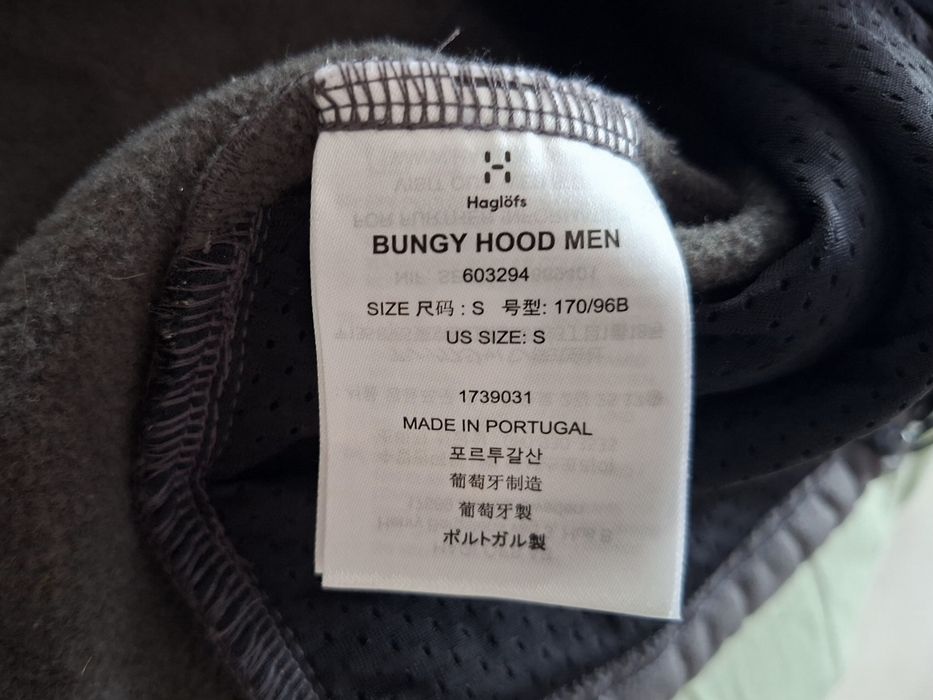 Haglöfs
BUNGY HOOD MEN
603294
SIZE 尺码 : S 号型: 170/96B
US SIZE: S
1739031
MADE IN PORTUGAL
포르투갈산
葡萄牙制造
葡萄牙製
ポルトガル製